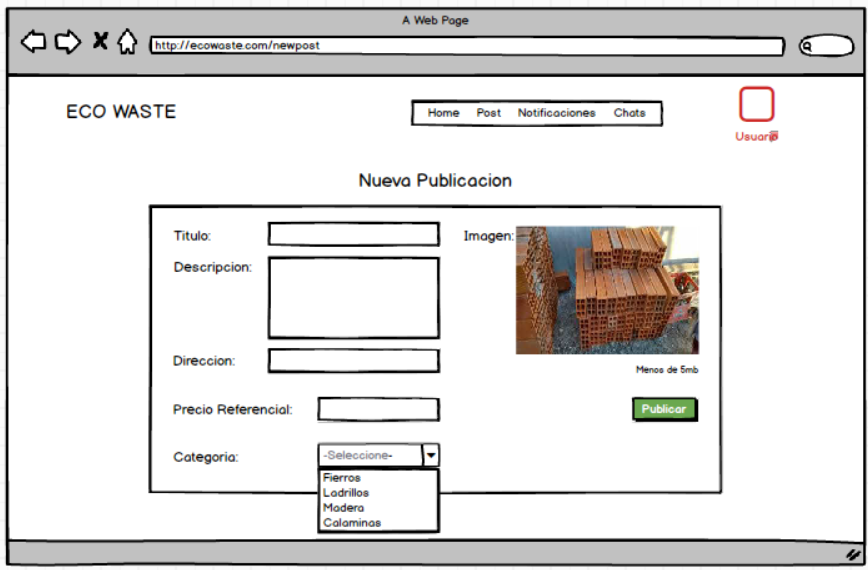 A Web Page
http://ecowaste.com/newpost
ECO WASTE
Home Post Notificaciones Chats
Usuario
Nueva Publicacion
Titulo:
Imagen:
Descripcion:
Direccion:
Menos de 5mb
Precio Referencial:
Publicar
Categoria:
-Seleccione-
Fierros
Ladrillos
Madera
Calaminas